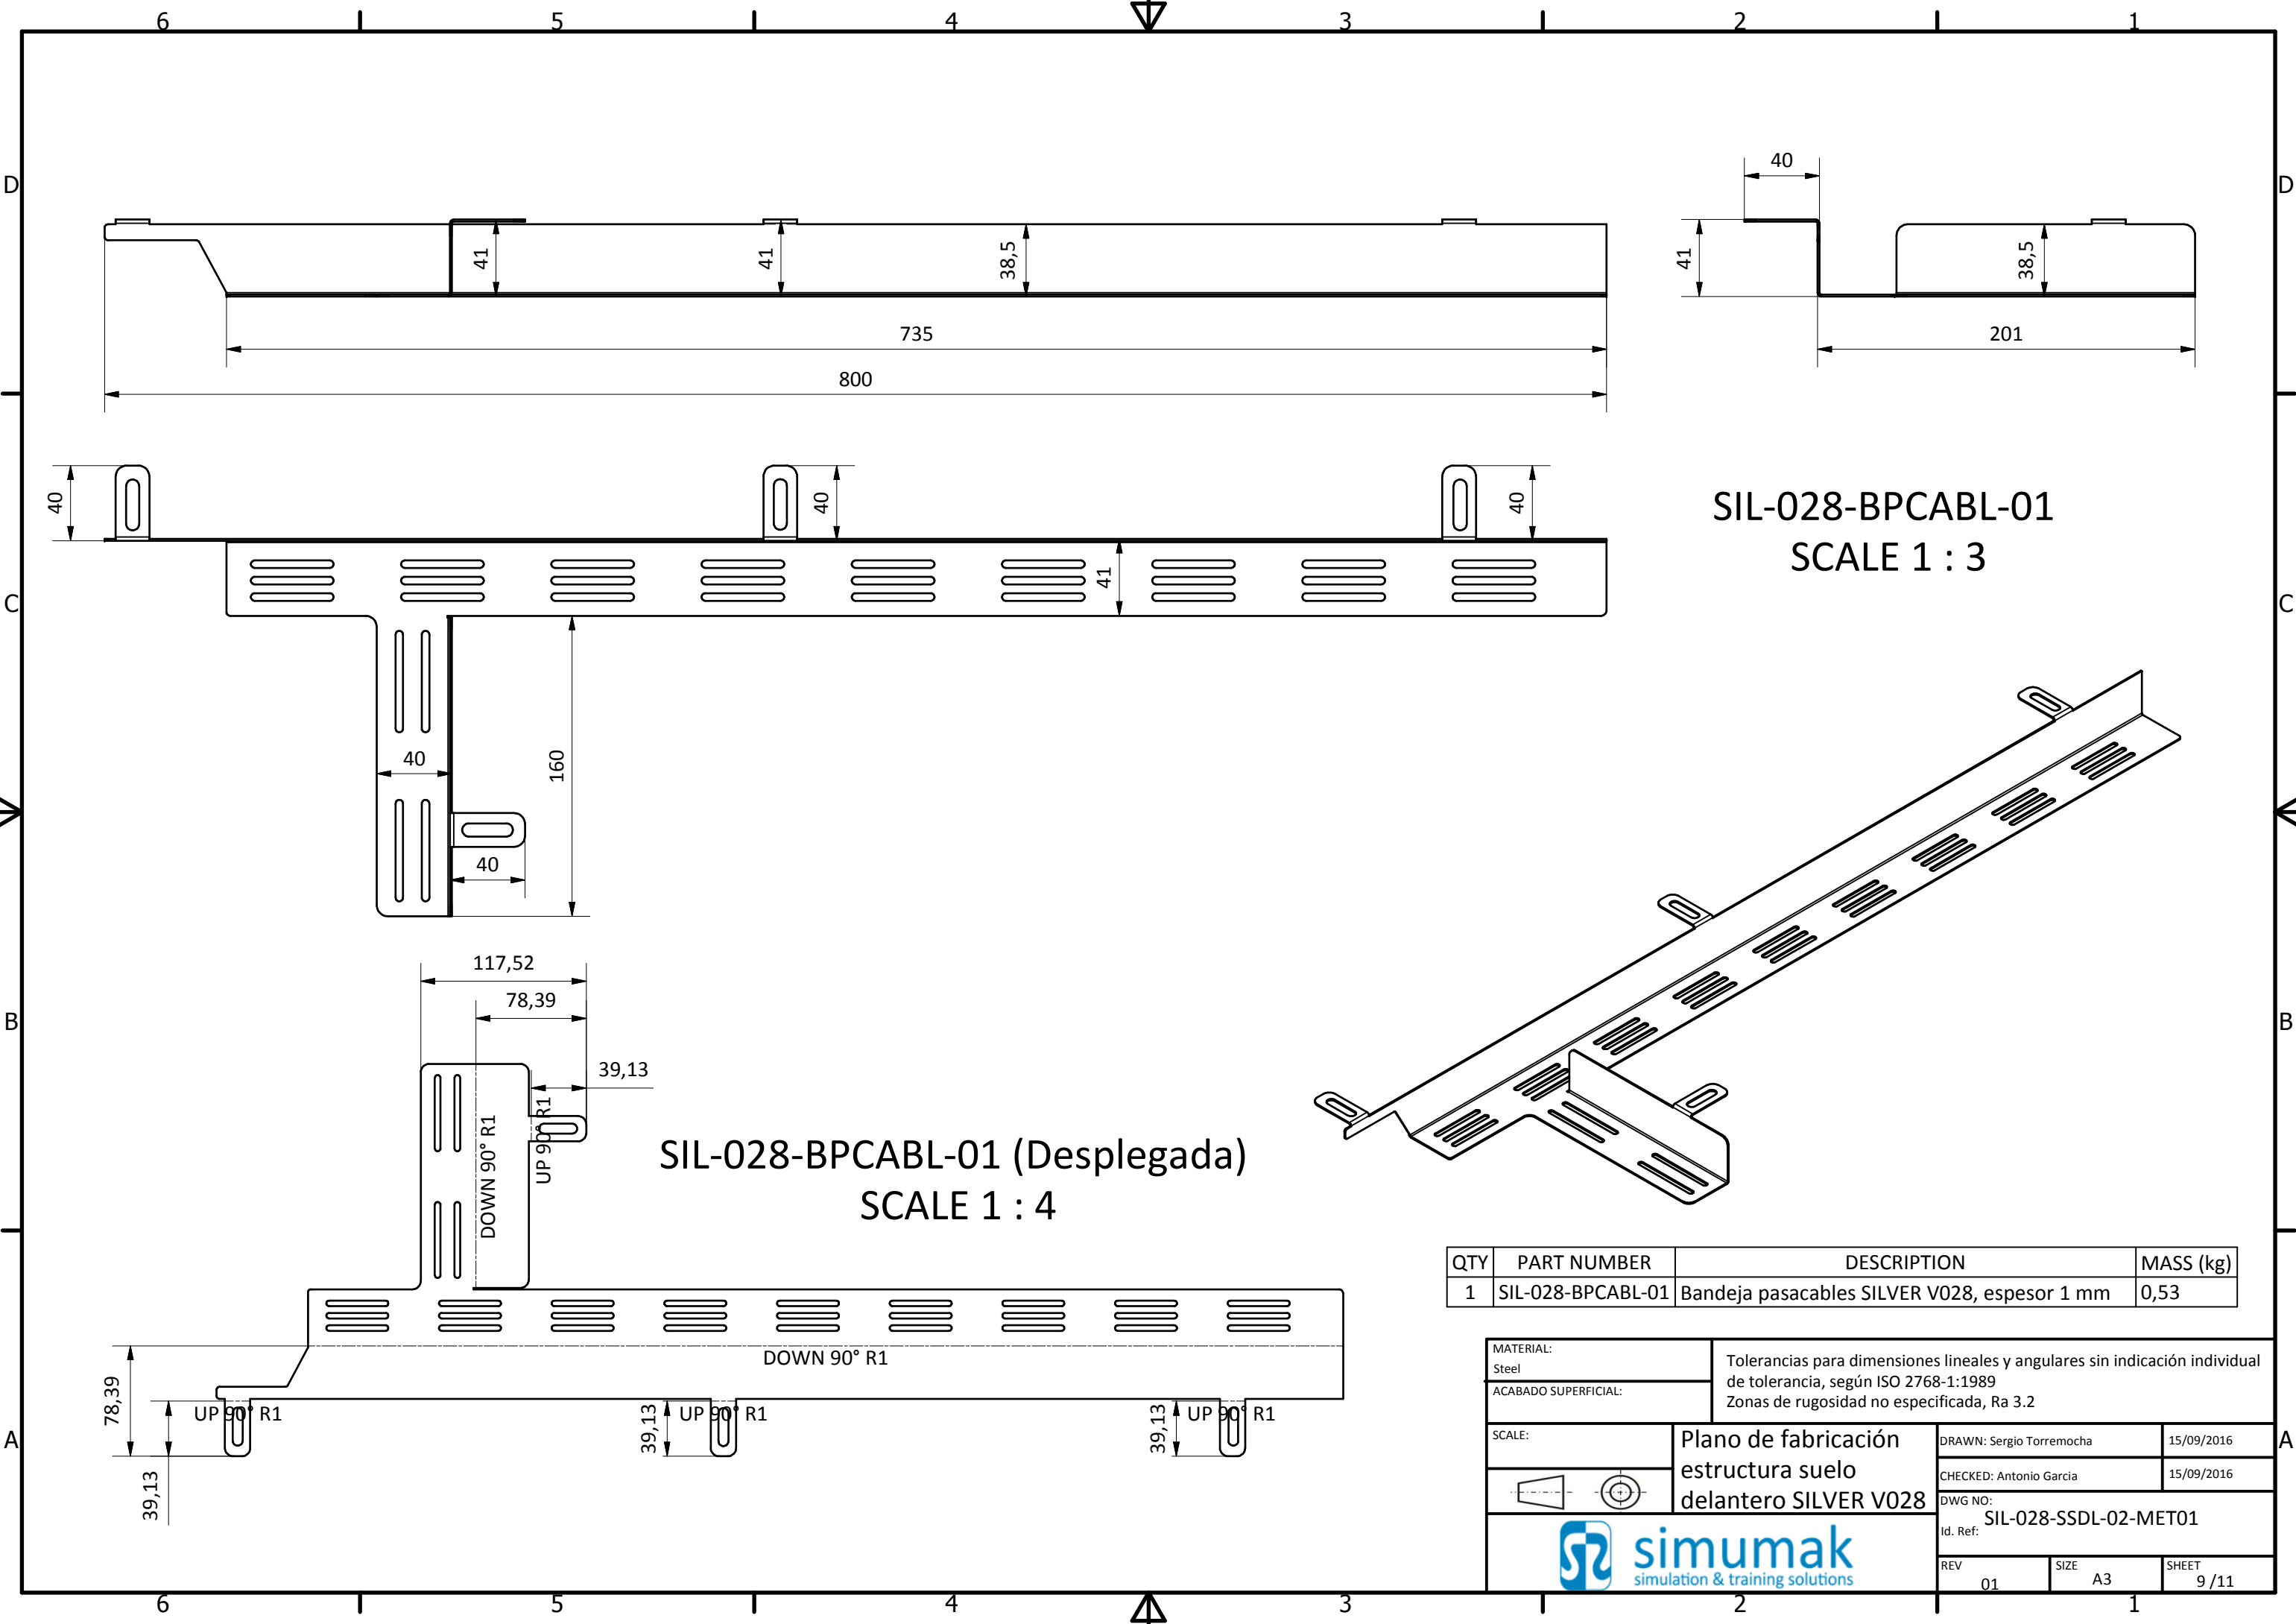 6 5 4 3 2 1
D D
40
41 41 38,5 41 38,5
735 201
800
40 40 40
SIL-028-BPCABL-01
SCALE 1 : 3
41
C C
40 160
40
117,52
78,39
B B
39,13
DOWN 90° R1
UP 90° R1
SIL-028-BPCABL-01 (Desplegada)
SCALE 1 : 4
QTY PART NUMBER DESCRIPTION MASS (kg)
1 SIL-028-BPCABL-01 Bandeja pasacables SILVER V028, espesor 1 mm 0,53
DOWN 90° R1
78,39
UP 90° R1 39,13 UP 90° R1 39,13 UP 90° R1
39,13
A A
MATERIAL:
Steel
Tolerancias para dimensiones lineales y angulares sin indicación individual
de tolerancia, según ISO 2768-1:1989
Zonas de rugosidad no especificada, Ra 3.2
ACABADO SUPERFICIAL:
SCALE:
Plano de fabricación
estructura suelo
delantero SILVER V028
DRAWN: Sergio Torremocha 15/09/2016
CHECKED: Antonio Garcia 15/09/2016
DWG NO:
SIL-028-SSDL-02-MET01
Id. Ref:
simumak
simulation & training solutions
REV
01
SIZE
A3
SHEET
9 /11
6 5 4 3 2 1